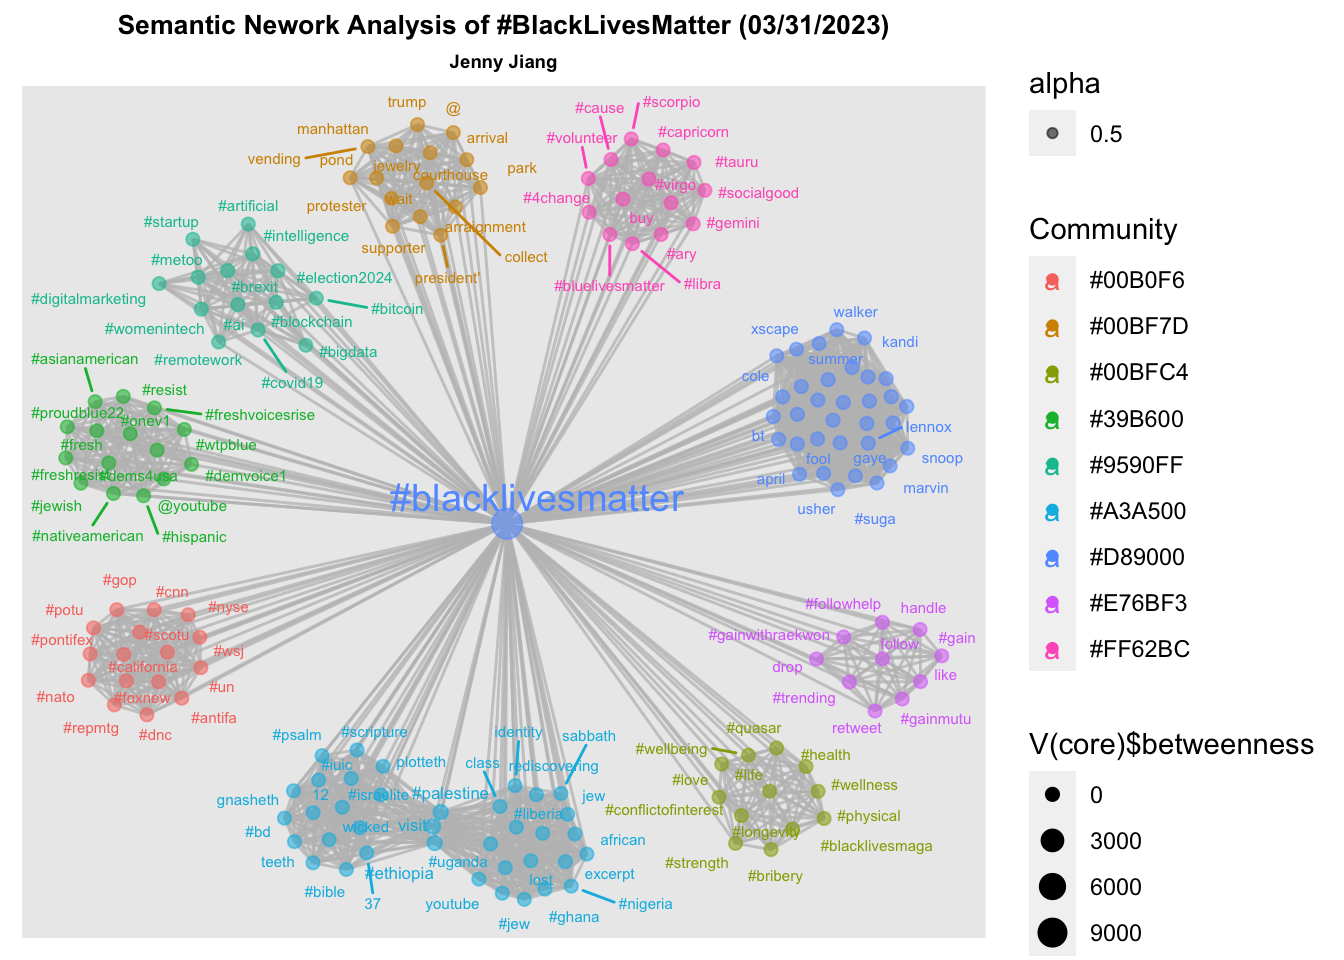 Semantic Nework Analysis of #BlackLivesMatter (03/31/2023)
Jenny Jiang
trump
@
manhattan
arrival
vending
pond
jewelry
courthouse
park
protester
wait
arraignment
supporter
collect
president'
#cause
#scorpio
#volunteer
#capricorn
#tauru
#virgo
#socialgood
#4change
buy
#gemini
#ary
#bluelivesmatter
#libra
#artificial
#startup
#intelligence
#metoo
#election2024
#brexit
#digitalmarketing
#bitcoin
#womenintech
#ai
#blockchain
#remotework
#bigdata
#covid19
#asianamerican
#resist
#proudblue22
#onev1
#freshvoicesrise
#fresh
#wtpblue
#freshresist
#dems4usa
#demvoice1
#jewish
@youtube
#nativeamerican
#hispanic
walker
xscape
kandi
summer
cole
bt
lennox
fool
gaye
snoop
april
marvin
usher
#suga
#blacklivesmatter
#gop
#cnn
#potu
#nyse
#pontifex
#scotu
#wsj
#california
#nato
#foxnew
#un
#repmtg
#antifa
#dnc
#followhelp
handle
#gainwithraekwon
follow
#gain
drop
like
#trending
retweet
#gainmutu
#psalm
#scripture
#iuic
plotteth
gnasheth
12
#israelite
#palestine
#bd
wicked
visit
teeth
#bible
37
#ethiopia
identity
sabbath
class
rediscovering
jew
#liberia
african
#uganda
lost
excerpt
youtube
#nigeria
#jew
#ghana
#quasar
#wellbeing
#health
#love
#life
#wellness
#conflictofinterest
#physical
#longevity
#blacklivesmaga
#strength
#bribery
alpha
0.5
Community
a #00B0F6
a #00BF7D
a #00BFC4
a #39B600
a #9590FF
a #A3A500
a #D89000
a #E76BF3
a #FF62BC
V(core)$betweenness
0
3000
6000
9000